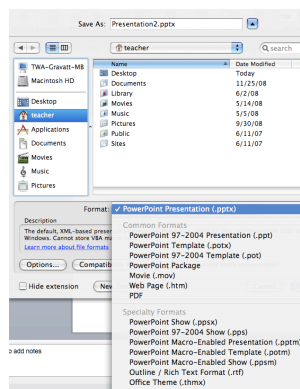 Save As: Presentation2.pptx
teacher
search
TWA-Gravatt-MB
Macintosh HD
Desktop
teacher
Applications
Documents
Movies
Music
Pictures
Name Date Modified
Desktop Today
Documents 11/25/08
Library 6/2/08
Movies 5/14/08
Music 5/5/08
Pictures 9/30/08
Public 6/11/07
Sites 6/11/07
Format: ✓ PowerPoint Presentation (.pptx)
Description
The default, XML-based preser
Windows. Cannot store VBA m
Learn more about file formats
Options... Compatib
Hide extension New
Common Formats
PowerPoint 97-2004 Presentation (.ppt)
PowerPoint Template (.potx)
PowerPoint 97-2004 Template (.pot)
PowerPoint Package
Movie (.mov)
Web Page (.htm)
PDF
Specialty Formats
PowerPoint Show (.ppsx)
PowerPoint 97-2004 Show (.pps)
PowerPoint Macro-Enabled Presentation (.pptm)
PowerPoint Macro-Enabled Template (.potm)
PowerPoint Macro-Enabled Show (.ppsm)
Outline / Rich Text Format (.rtf)
Office Theme (.thmx)
o add notes